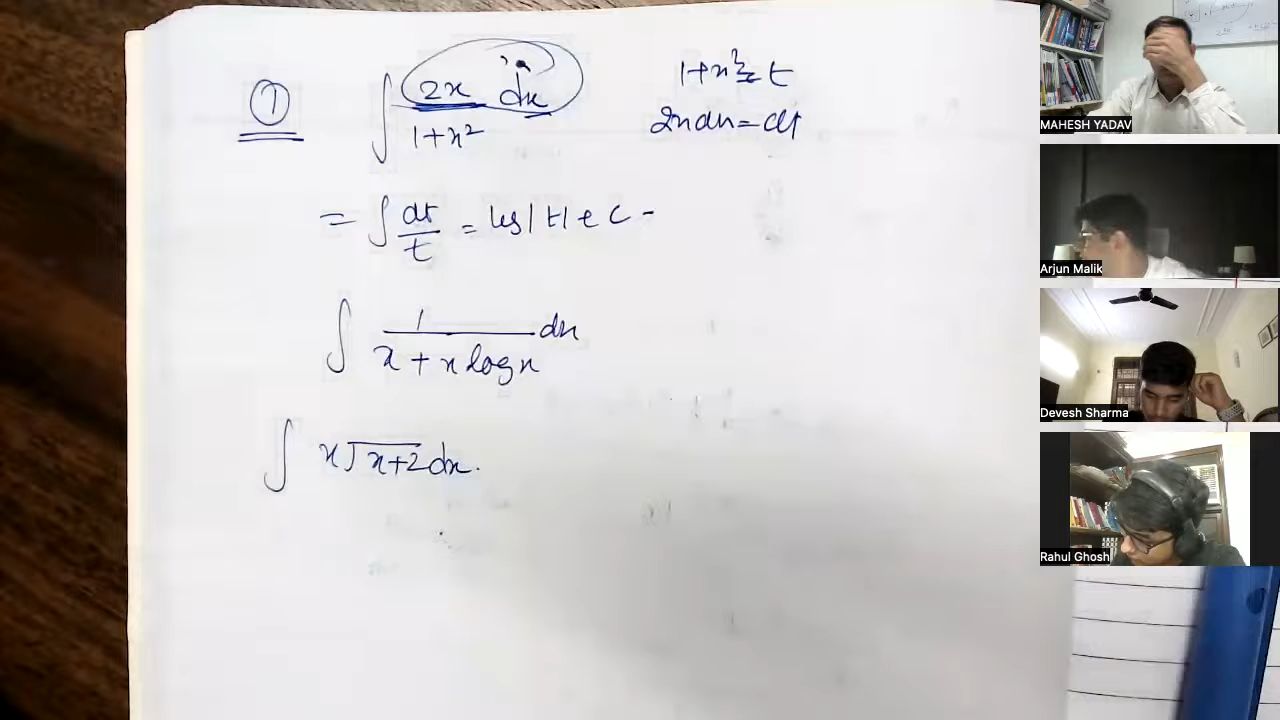 ① ∫ 2x dx / 1+x² 1+x² = t
2x dx = dt
= ∫ dt/t = log|t| + c -
∫ 1 / x + x log x dx
∫ x √x+2 dx.
MAHESH YADAV
Arjun Malik
Devesh Sharma
Rahul Ghosh